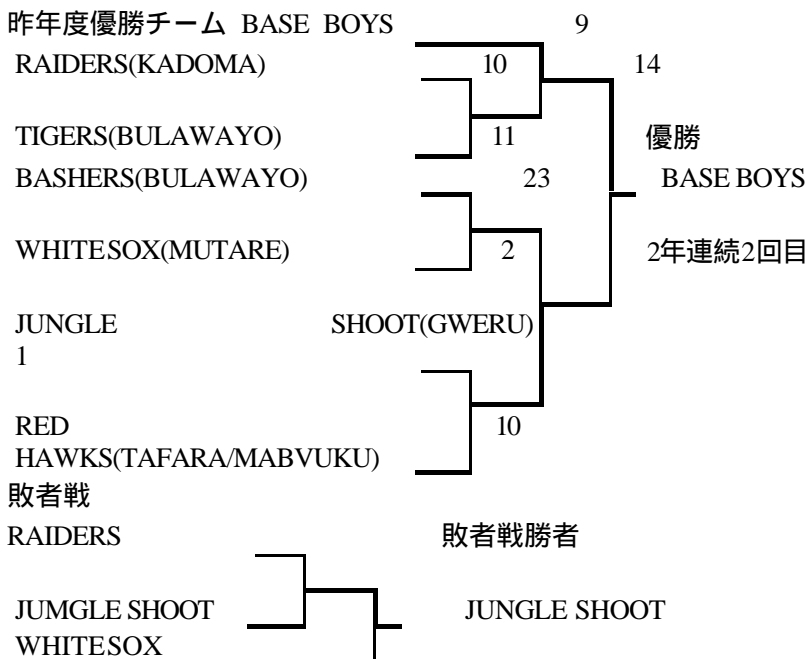 昨年度優勝チーム BASE BOYS 9
RAIDERS(KADOMA) 10 14
TIGERS(BULAWAYO) 11 優勝
BASHERS(BULAWAYO) 23 BASE BOYS
WHITESOX(MUTARE) 2 2年連続2回目
JUNGLE SHOOT(GWERU)
1
RED 10
HAWKS(TAFARA/MABVUKU)
敗者戦
RAIDERS 敗者戦勝者
JUMGLE SHOOT JUNGLE SHOOT
WHITESOX